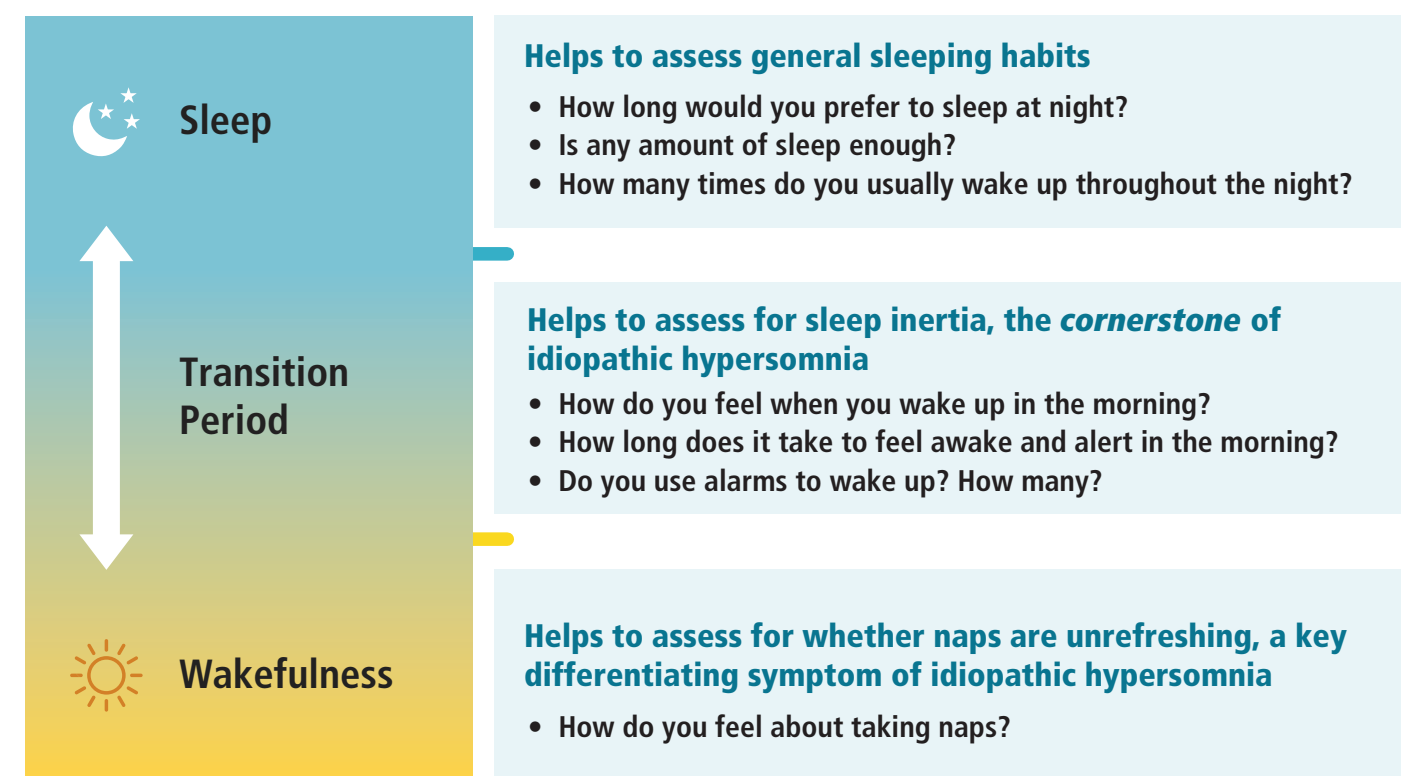 Sleep
Helps to assess general sleeping habits
• How long would you prefer to sleep at night?
• Is any amount of sleep enough?
• How many times do you usually wake up throughout the night?
Transition
Period
Helps to assess for sleep inertia, the cornerstone of
idiopathic hypersomnia
• How do you feel when you wake up in the morning?
• How long does it take to feel awake and alert in the morning?
• Do you use alarms to wake up? How many?
Wakefulness
Helps to assess for whether naps are unrefreshing, a key
differentiating symptom of idiopathic hypersomnia
• How do you feel about taking naps?